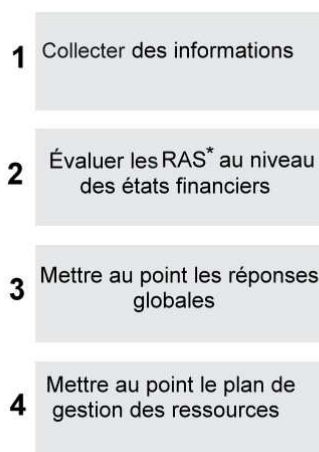 1 Collecter des informations
2 Évaluer les RAS* au niveau
des états financiers
3 Mettre au point les réponses
globales
4 Mettre au point le plan de
gestion des ressources